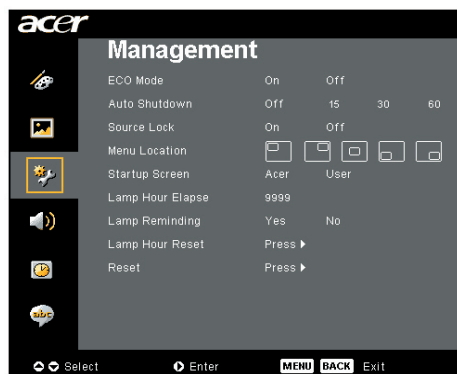 acer
Management
ECO Mode On Off
Auto Shutdown Off 15 30 60
Source Lock On Off
Menu Location
Startup Screen Acer User
Lamp Hour Elapse 9999
Lamp Reminding Yes No
Lamp Hour Reset Press
Reset Press
abc
Select Enter MENU BACK Exit